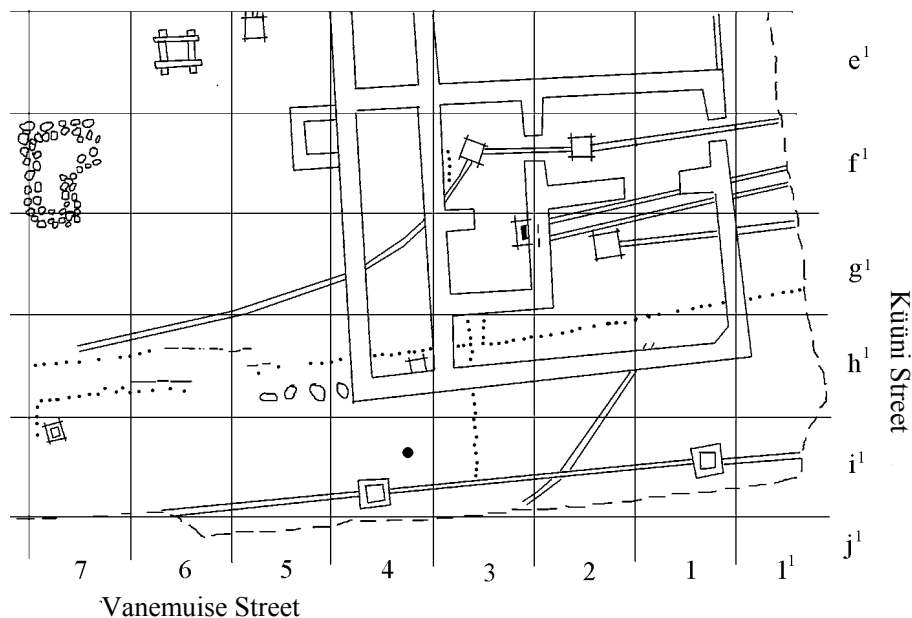 e¹
f¹
g¹
h¹
i¹
j¹
Küüni Street
7 6 5 4 3 2 1 1¹
Vanemuise Street